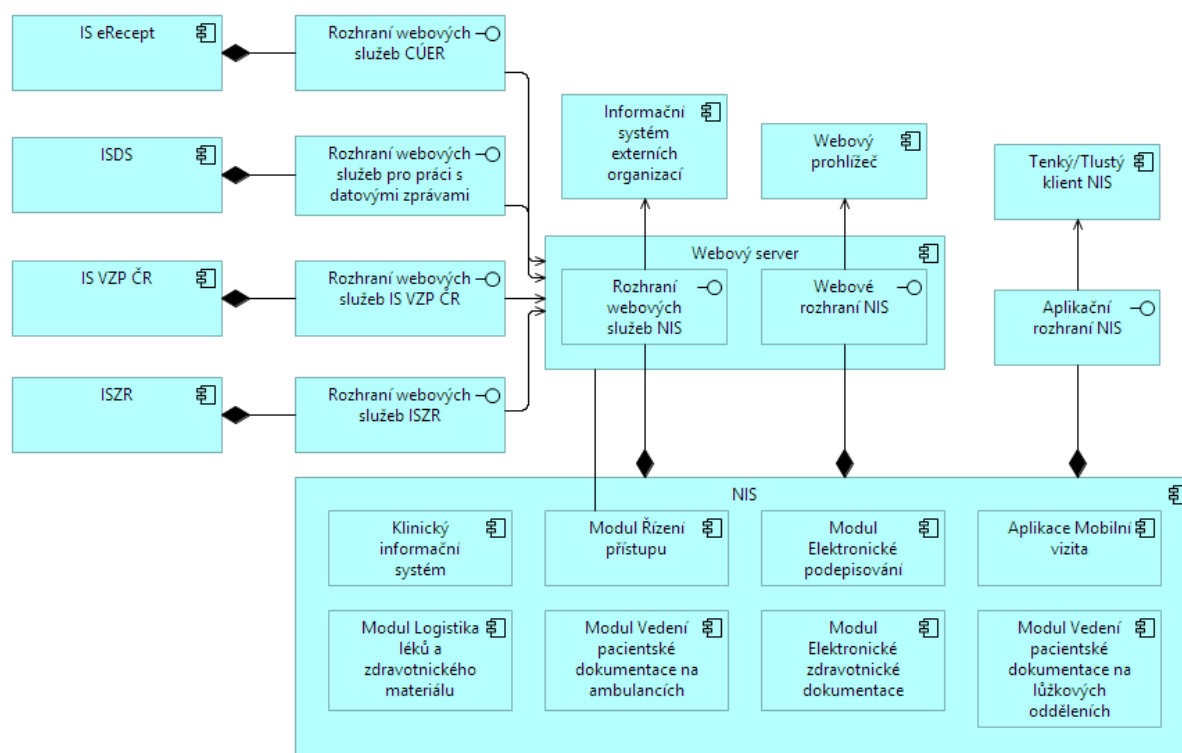 IS eRecept
Rozhraní webových
služeb CÚER
ISDS
Rozhraní webových
služeb pro práci s
datovými zprávami
IS VZP ČR
Rozhraní webových
služeb IS VZP ČR
ISZR
Rozhraní webových
služeb ISZR
Informační
systém
externích
organizací
Webový
prohlížeč
Tenký/Tlustý
klient NIS
Webový server
Rozhraní
webových
služeb NIS
Webové
rozhraní NIS
Aplikační
rozhraní NIS
NIS
Klinický
informační
systém
Modul Řízení
přístupu
Modul
Elektronické
podepisování
Aplikace Mobilní
vizita
Modul Logistika
léků a
zdravotnického
materiálu
Modul Vedení
pacientské
dokumentace na
ambulancích
Modul
Elektronické
zdravotnické
dokumentace
Modul Vedení
pacientské
dokumentace na
lůžkových
odděleních